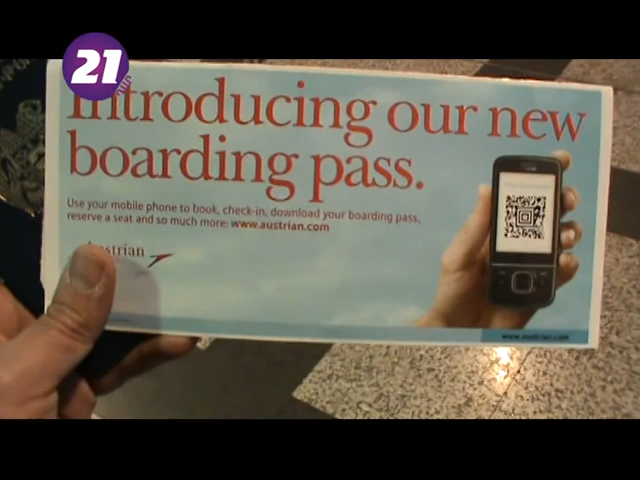 21
Introducing our new
boarding pass.
Use your mobile phone to book, check-in, download your boarding pass,
reserve a seat and so much more: www.austrian.com
Austrian
www.austrian.com